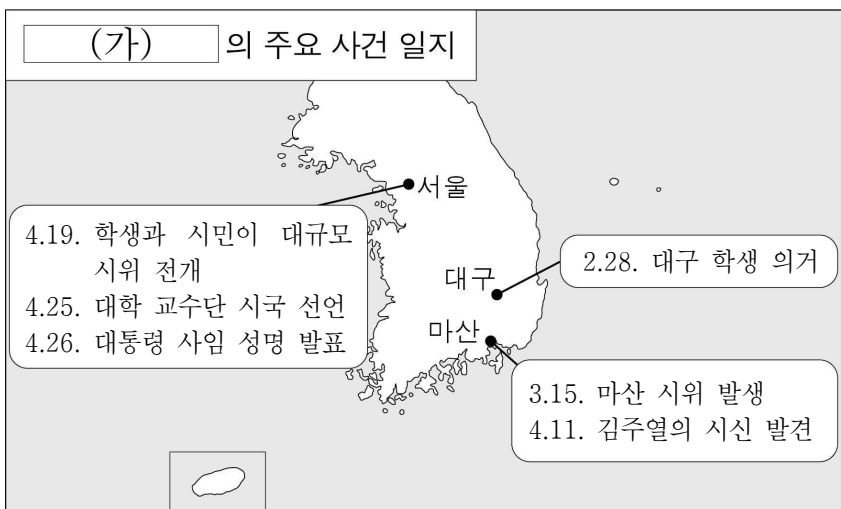 (가) 의 주요 사건 일지
서울
4.19. 학생과 시민이 대규모
시위 전개
4.25. 대학 교수단 시국 선언
4.26. 대통령 사임 성명 발표
대구
2.28. 대구 학생 의거
마산
3.15. 마산 시위 발생
4.11. 김주열의 시신 발견